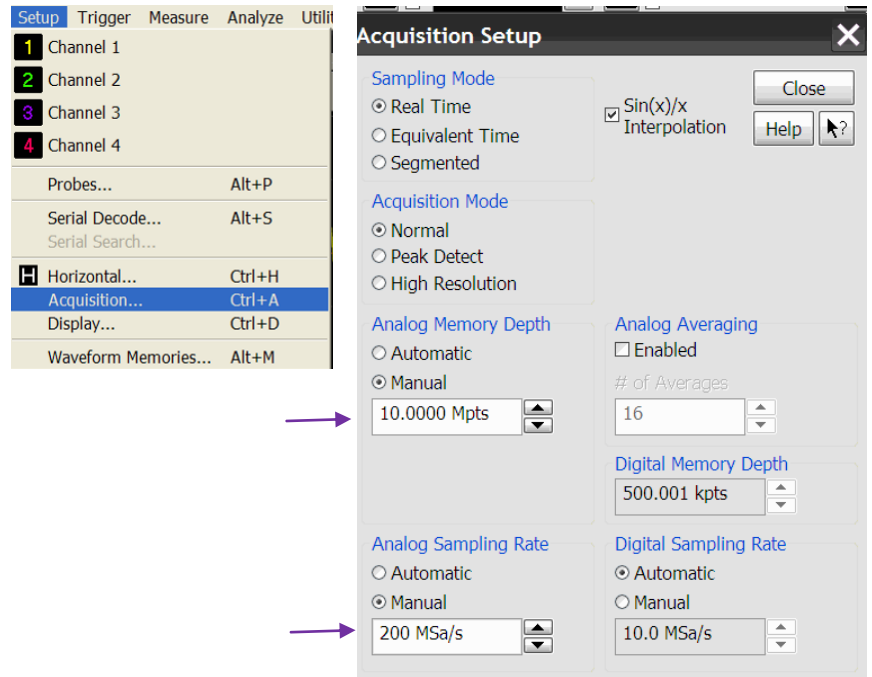 Setup Trigger Measure Analyze Utilit
1 Channel 1
2 Channel 2
3 Channel 3
4 Channel 4
Probes... Alt+P
Serial Decode... Alt+S
Serial Search...
H Horizontal... Ctrl+H
Acquisition... Ctrl+A
Display... Ctrl+D
Waveform Memories... Alt+M
Acquisition Setup
Sampling Mode
Real Time
Equivalent Time
Segmented
Sin(x)/x
Interpolation
Close
Help
?
Acquisition Mode
Normal
Peak Detect
High Resolution
Analog Memory Depth
Automatic
Manual
10.0000 Mpts
Analog Averaging
Enabled
# of Averages
16
Digital Memory Depth
500.001 kpts
Analog Sampling Rate
Automatic
Manual
200 MSa/s
Digital Sampling Rate
Automatic
Manual
10.0 MSa/s